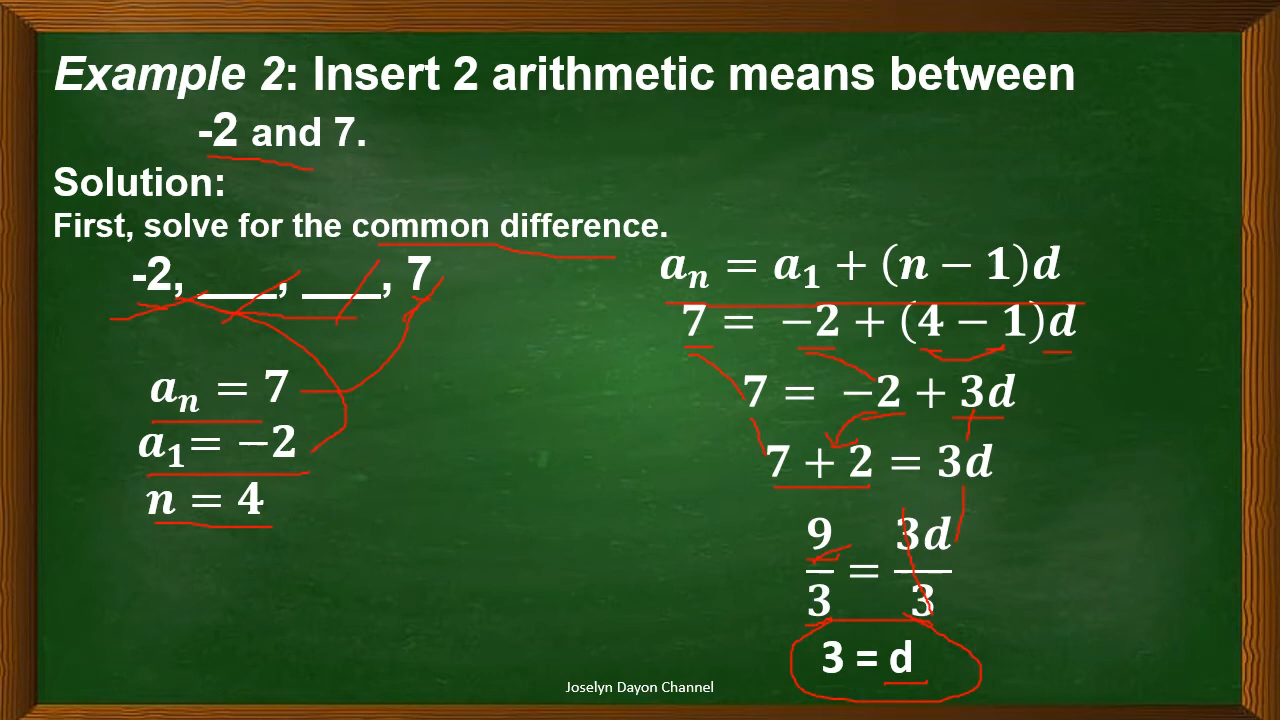 Example 2: Insert 2 arithmetic means between
-2 and 7.
Solution:
First, solve for the common difference.
-2, ___, ___, 7
aₙ = 7
a₁= −2
n = 4
aₙ = a₁ + (n − 1)d
7 = −2 + (4 − 1)d
7 = −2 + 3d
7 + 2 = 3d
9/3 = 3d/3
3 = d
Joselyn Dayon Channel